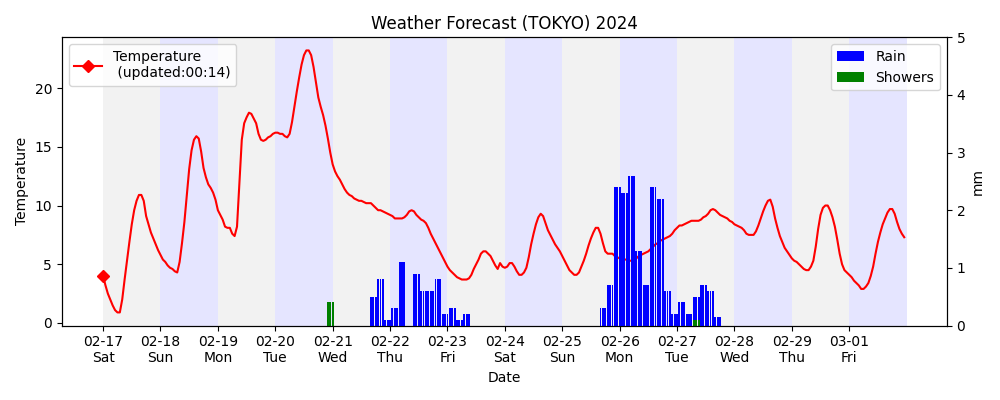 Weather Forecast (TOKYO) 2024
Temperature
(updated:00:14)
Rain
Showers
Temperature
20
15
10
5
0
5
4
3
2
1
0
mm
02-17 02-18 02-19 02-20 02-21 02-22 02-23 02-24 02-25 02-26 02-27 02-28 02-29 03-01
Sat Sun Mon Tue Wed Thu Fri Sat Sun Mon Tue Wed Thu Fri
Date